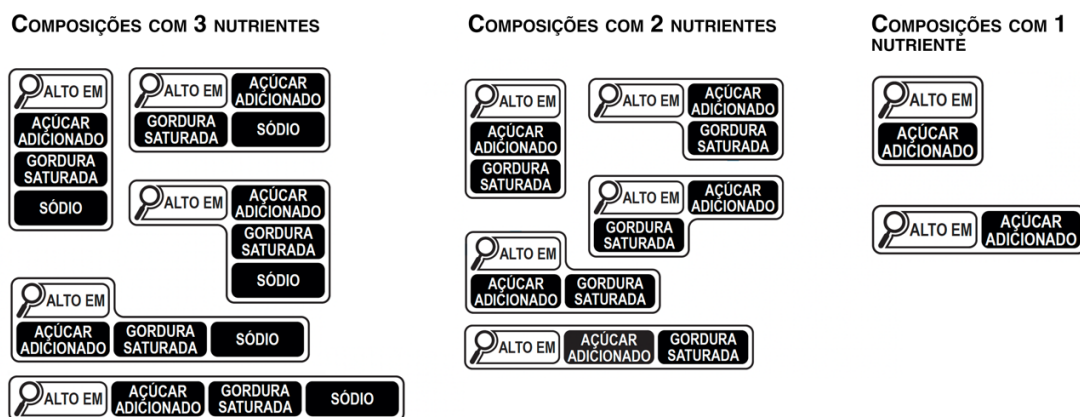 COMPOSIÇÕES COM 3 NUTRIENTES
ALTO EM
AÇÚCAR
ADICIONADO
GORDURA
SATURADA
SÓDIO
ALTO EM
AÇÚCAR
ADICIONADO
GORDURA
SATURADA
SÓDIO
ALTO EM
AÇÚCAR
ADICIONADO
GORDURA
SATURADA
SÓDIO
ALTO EM
AÇÚCAR
ADICIONADO
GORDURA
SATURADA
SÓDIO
ALTO EM
AÇÚCAR
ADICIONADO
GORDURA
SATURADA
SÓDIO
COMPOSIÇÕES COM 2 NUTRIENTES
ALTO EM
AÇÚCAR
ADICIONADO
GORDURA
SATURADA
ALTO EM
AÇÚCAR
ADICIONADO
GORDURA
SATURADA
ALTO EM
AÇÚCAR
ADICIONADO
GORDURA
SATURADA
ALTO EM
AÇÚCAR
ADICIONADO
GORDURA
SATURADA
ALTO EM
AÇÚCAR
ADICIONADO
GORDURA
SATURADA
COMPOSIÇÕES COM 1
NUTRIENTE
ALTO EM
AÇÚCAR
ADICIONADO
ALTO EM
AÇÚCAR
ADICIONADO